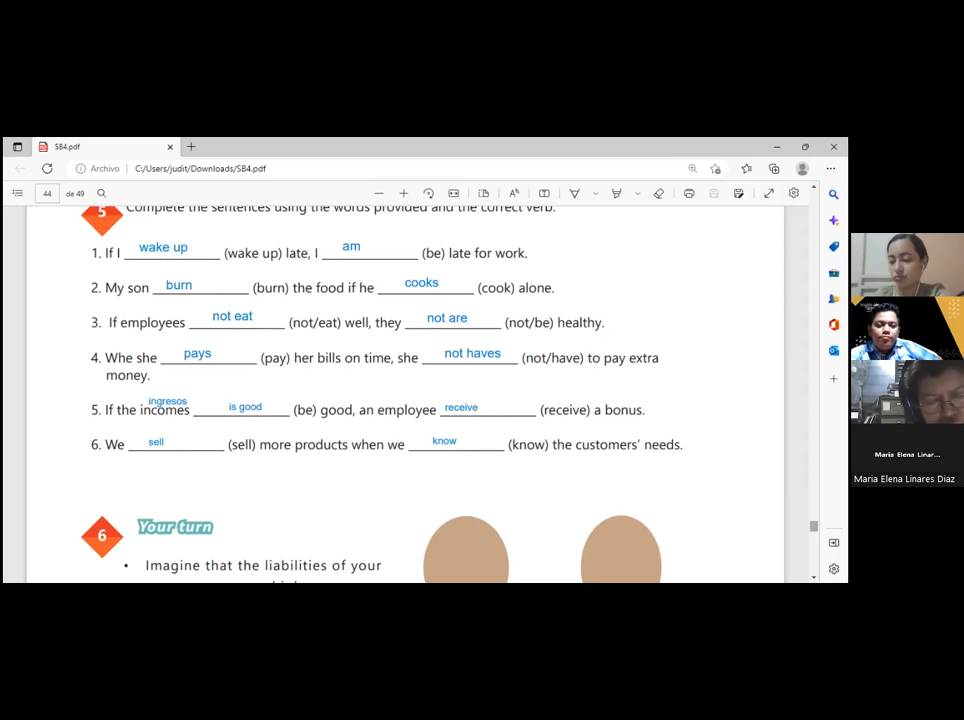 SB4.pdf
Archivo
C:/Users/judit/Downloads/SB4.pdf
44 de 49
5 Complete the sentences using the words provided and the correct verb.
1. If I wake up (wake up) late, I am (be) late for work.
2. My son burn (burn) the food if he cooks (cook) alone.
3. If employees not eat (not/eat) well, they not are (not/be) healthy.
4. Whe she pays (pay) her bills on time, she not haves (not/have) to pay extra
money.
ingresos
5. If the incomes is good (be) good, an employee receive (receive) a bonus.
6. We sell (sell) more products when we know (know) the customers' needs.
6 Your turn
• Imagine that the liabilities of your
Maria Elena Linar...
Maria Elena Linares Diaz